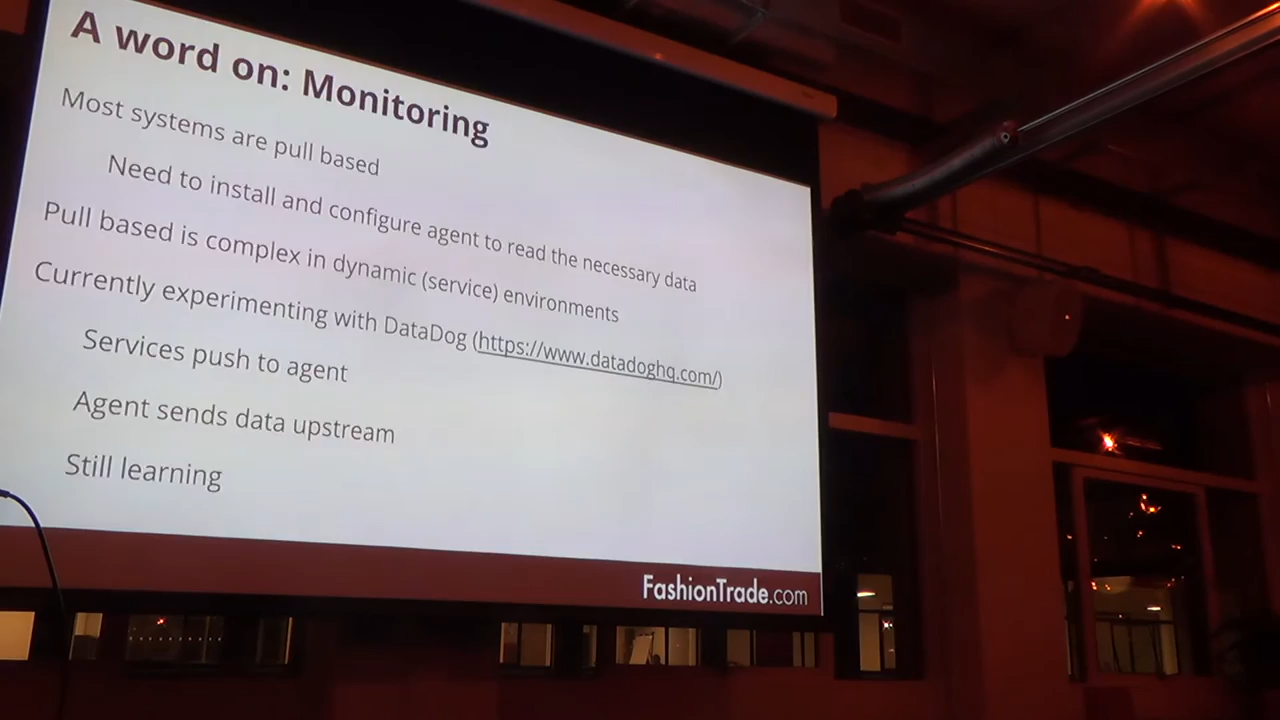 A word on: Monitoring
Most systems are pull based
Need to install and configure agent to read the necessary data
Pull based is complex in dynamic (service) environments
Currently experimenting with DataDog (https://www.datadoghq.com/)
Services push to agent
Agent sends data upstream
Still learning
FashionTrade.com